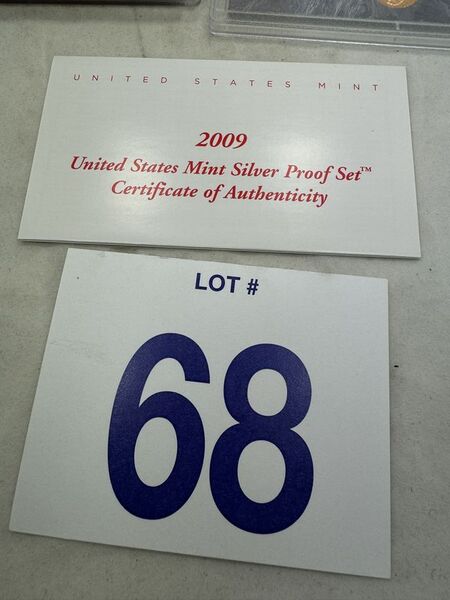 UNITED STATES MINT
2009
United States Mint Silver Proof Set™
Certificate of Authenticity
LOT #
68